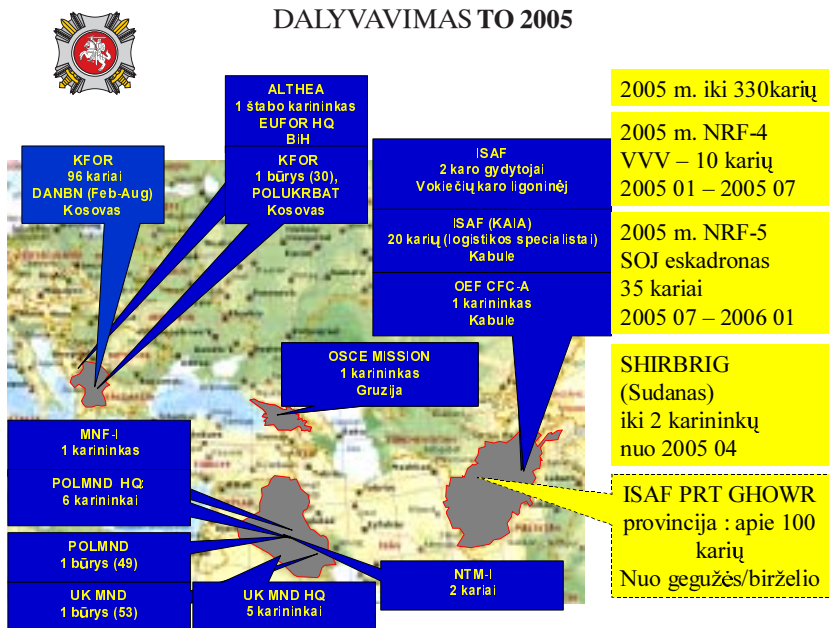 DALYVAVIMAS TO 2005
ALTHEA
1 štabo karininkas
EUFOR HQ
BiH
KFOR
96 kariai
DANBN (Feb-Aug)
Kosovas
KFOR
1 būrys (30),
POLUKRBAT
Kosovas
ISAF
2 karo gydytojai
Vokiečių karo ligoninėj
ISAF (KAIA)
20 karių (logistikos specialistai)
Kabule
OEF CFC-A
1 karininkas
Kabule
OSCE MISSION
1 karininkas
Gruzija
MNF-I
1 karininkas
POLMND HQ:
6 karininkai
POLMND
1 būrys (49)
UK MND
1 būrys (53)
UK MND HQ
5 karininkai
NTM-I
2 kariai
2005 m. iki 330karių
2005 m. NRF-4
VVV – 10 karių
2005 01 – 2005 07
2005 m. NRF-5
SOJ eskadronas
35 kariai
2005 07 – 2006 01
SHIRBRIG
(Sudanas)
iki 2 karininkų
nuo 2005 04
ISAF PRT GHOWR
provincija : apie 100
karių
Nuo gegužės/birželio